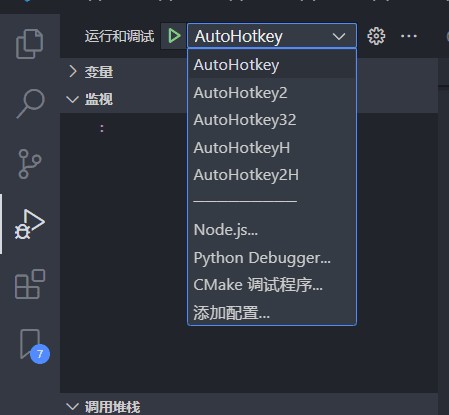 运行和调试
AutoHotkey
变量
AutoHotkey
监视
AutoHotkey2
AutoHotkey32
:
AutoHotkeyH
AutoHotkey2H
Node.js...
Python Debugger...
CMake 调试程序...
添加配置...
7
调用堆栈